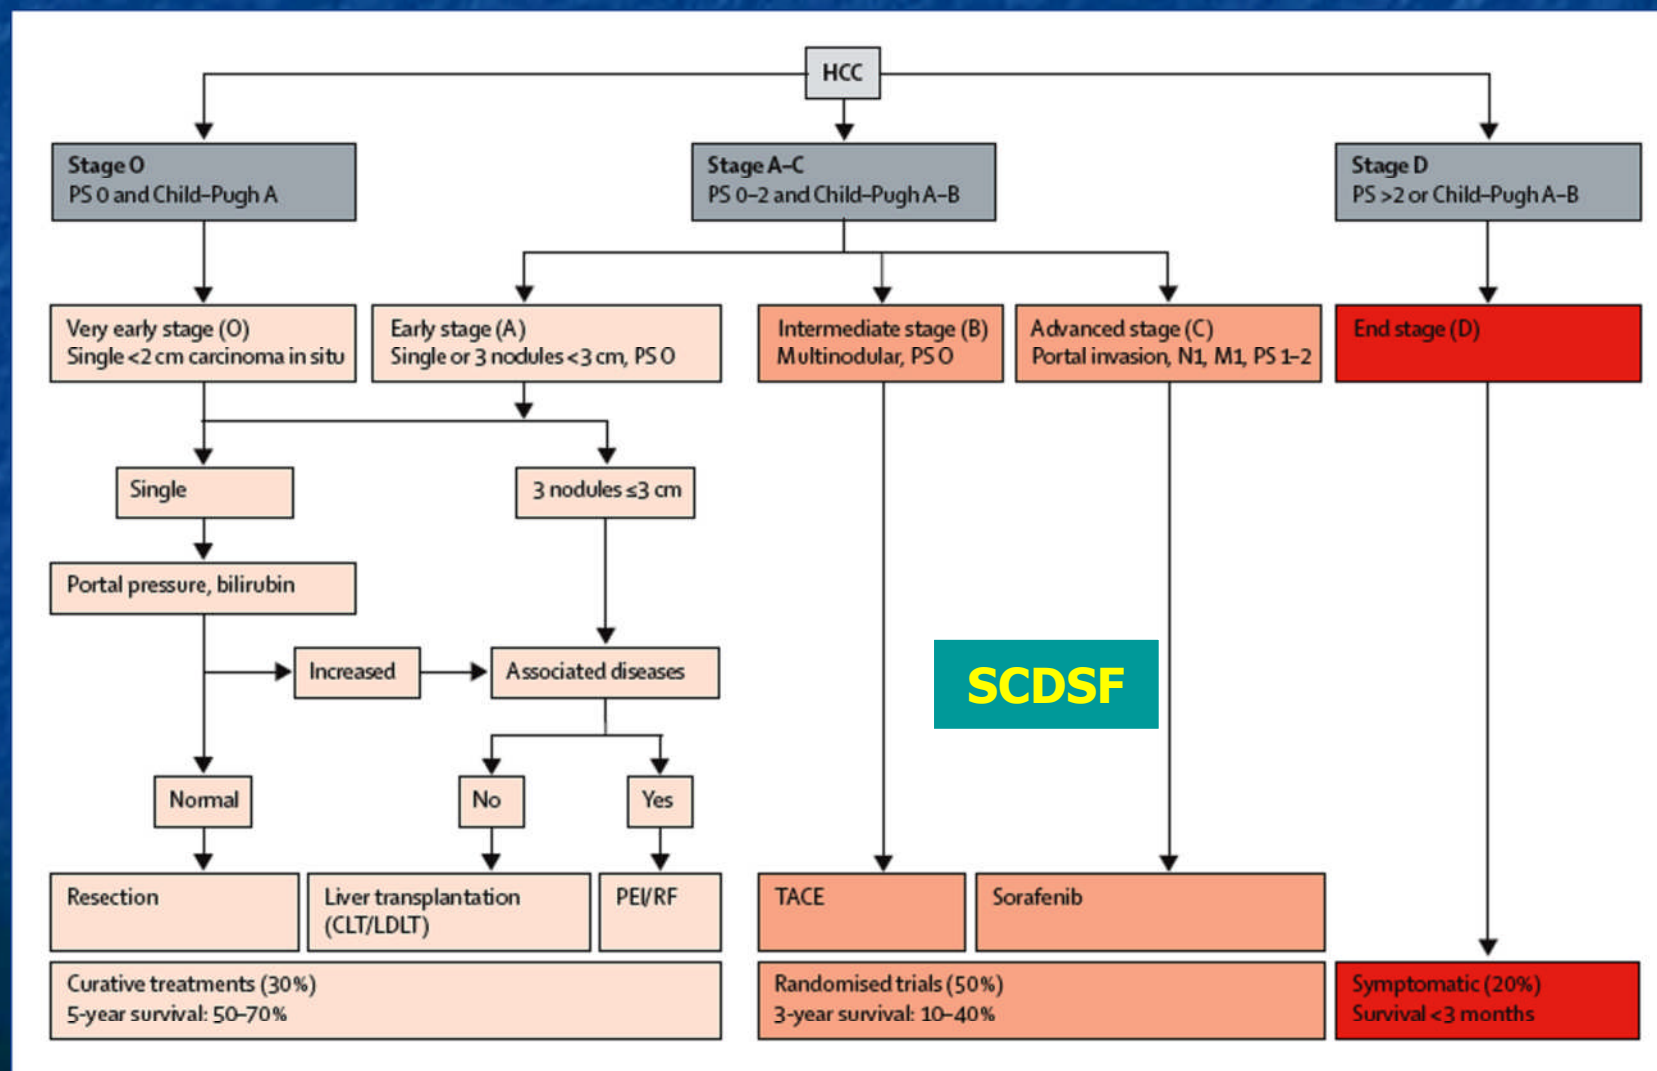 HCC
Stage O
PS 0 and Child–Pugh A
Stage A–C
PS 0–2 and Child–Pugh A–B
Stage D
PS >2 or Child–Pugh A–B
Very early stage (O)
Single <2 cm carcinoma in situ
Early stage (A)
Single or 3 nodules <3 cm, PS O
Intermediate stage (B)
Multinodular, PS O
Advanced stage (C)
Portal invasion, N1, M1, PS 1–2
End stage (D)
Single
3 nodules ≤3 cm
Portal pressure, bilirubin
Increased
Associated diseases
SCDSF
Normal
No
Yes
Resection
Liver transplantation
(CLT/LDLT)
PEI/RF
TACE
Sorafenib
Curative treatments (30%)
5-year survival: 50–70%
Randomised trials (50%)
3-year survival: 10–40%
Symptomatic (20%)
Survival <3 months